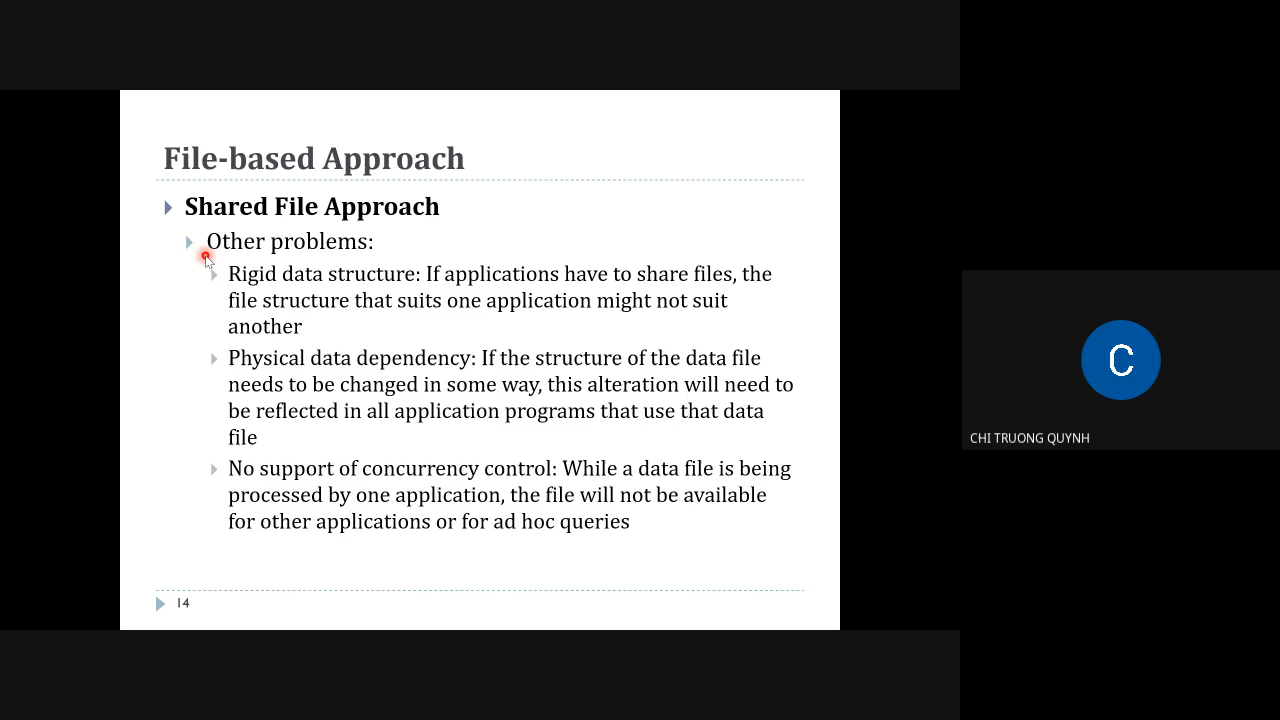 File-based Approach
Shared File Approach
Other problems:
Rigid data structure: If applications have to share files, the
file structure that suits one application might not suit
another
Physical data dependency: If the structure of the data file
needs to be changed in some way, this alteration will need to
be reflected in all application programs that use that data
file
No support of concurrency control: While a data file is being
processed by one application, the file will not be available
for other applications or for ad hoc queries
14
C
CHI TRUONG QUYNH